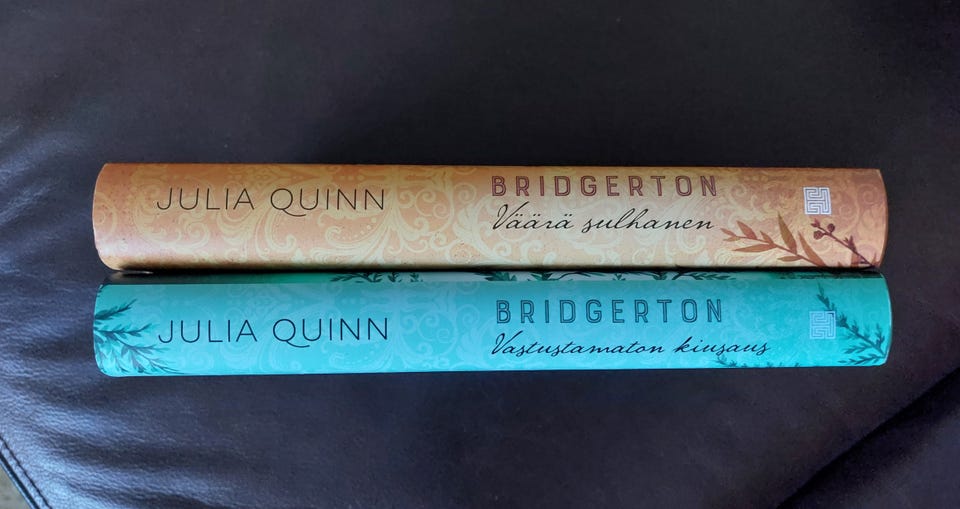 JULIA QUINN
BRIDGERTON
Väärä sulhanen
JULIA QUINN
BRIDGERTON
Vastustamaton kiusaus